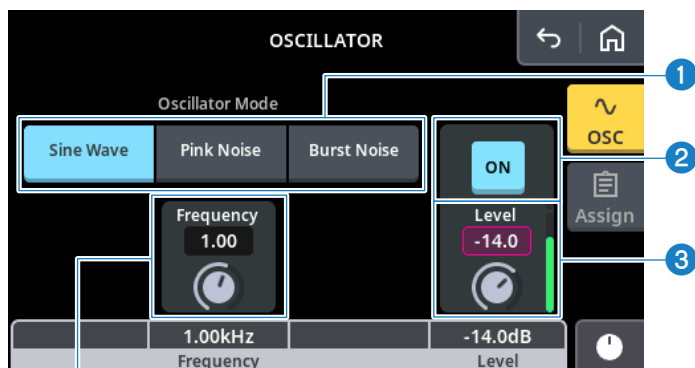 OSCILLATOR
1
Oscillator Mode
OSC
Sine Wave
Pink Noise
Burst Noise
ON
2
Assign
Frequency
1.00
Level
-14.0
3
1.00kHz
-14.0dB
Frequency
Level